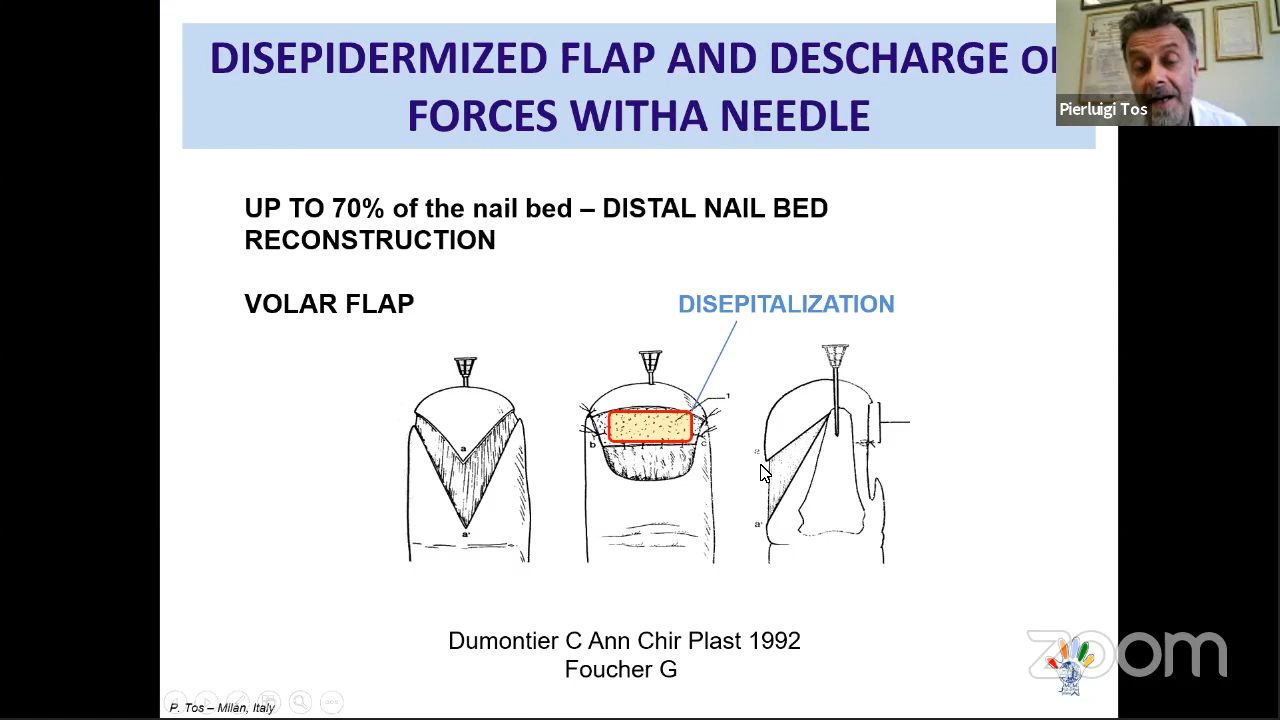 DISEPIDERMIZED FLAP AND DESCHARGE OF
FORCES WITHA NEEDLE
Pierluigi Tos
UP TO 70% of the nail bed – DISTAL NAIL BED
RECONSTRUCTION
VOLAR FLAP
DISEPITALIZATION
1
a
b
c
a
a'
a'
Dumontier C Ann Chir Plast 1992
Foucher G
zoom
P. Tos – Milan, Italy